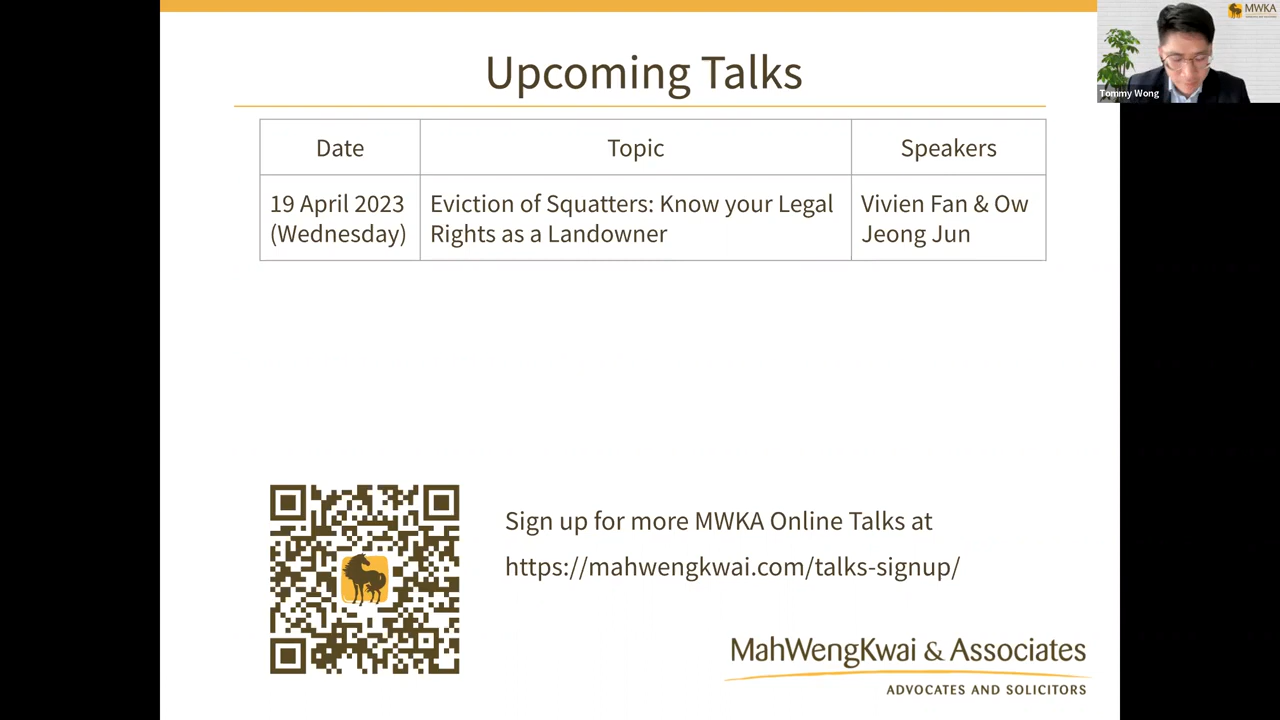 Upcoming Talks
Date
Topic
Speakers
19 April 2023
(Wednesday)
Eviction of Squatters: Know your Legal
Rights as a Landowner
Vivien Fan & Ow
Jeong Jun
Sign up for more MWKA Online Talks at
https://mahwengkwai.com/talks-signup/
MahWengKwai & Associates
ADVOCATES AND SOLICITORS
MWKA
Tommy Wong